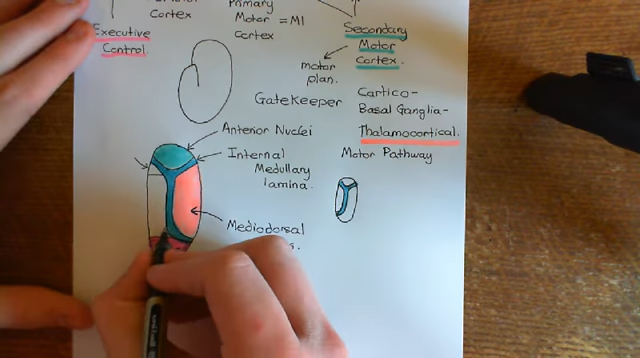 Cortex
Executive
Control.
Primary
Motor = M1
Cortex
Secondary
Motor
Cortex.
motor
plan.
Gatekeeper
Cartico-
Basal Ganglia-
Thalamocortical.
Motor Pathway
Anterior Nuclei
Internal
Medullary
lamina.
Mediodorsal